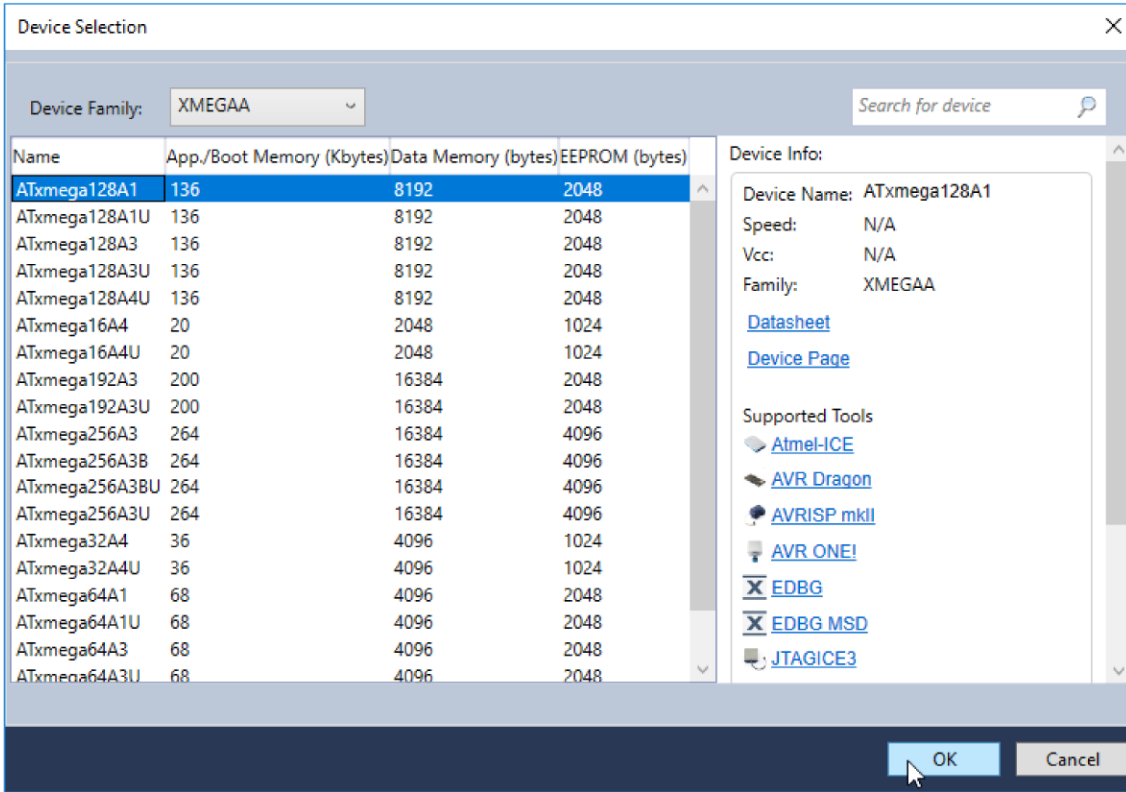 Device Selection
Device Family: XMEGAA Search for device
Name App./Boot Memory (Kbytes) Data Memory (bytes) EEPROM (bytes)
ATxmega128A1 136 8192 2048
ATxmega128A1U 136 8192 2048
ATxmega128A3 136 8192 2048
ATxmega128A3U 136 8192 2048
ATxmega128A4U 136 8192 2048
ATxmega16A4 20 2048 1024
ATxmega16A4U 20 2048 1024
ATxmega192A3 200 16384 2048
ATxmega192A3U 200 16384 2048
ATxmega256A3 264 16384 4096
ATxmega256A3B 264 16384 4096
ATxmega256A3BU 264 16384 4096
ATxmega256A3U 264 16384 4096
ATxmega32A4 36 4096 1024
ATxmega32A4U 36 4096 1024
ATxmega64A1 68 4096 2048
ATxmega64A1U 68 4096 2048
ATxmega64A3 68 4096 2048
ATxmega64A3U 68 4096 2048
Device Info:
Device Name: ATxmega128A1
Speed: N/A
Vcc: N/A
Family: XMEGAA
Datasheet
Device Page
Supported Tools
Atmel-ICE
AVR Dragon
AVRISP mkII
AVR ONE!
EDBG
EDBG MSD
JTAGICE3
OK Cancel